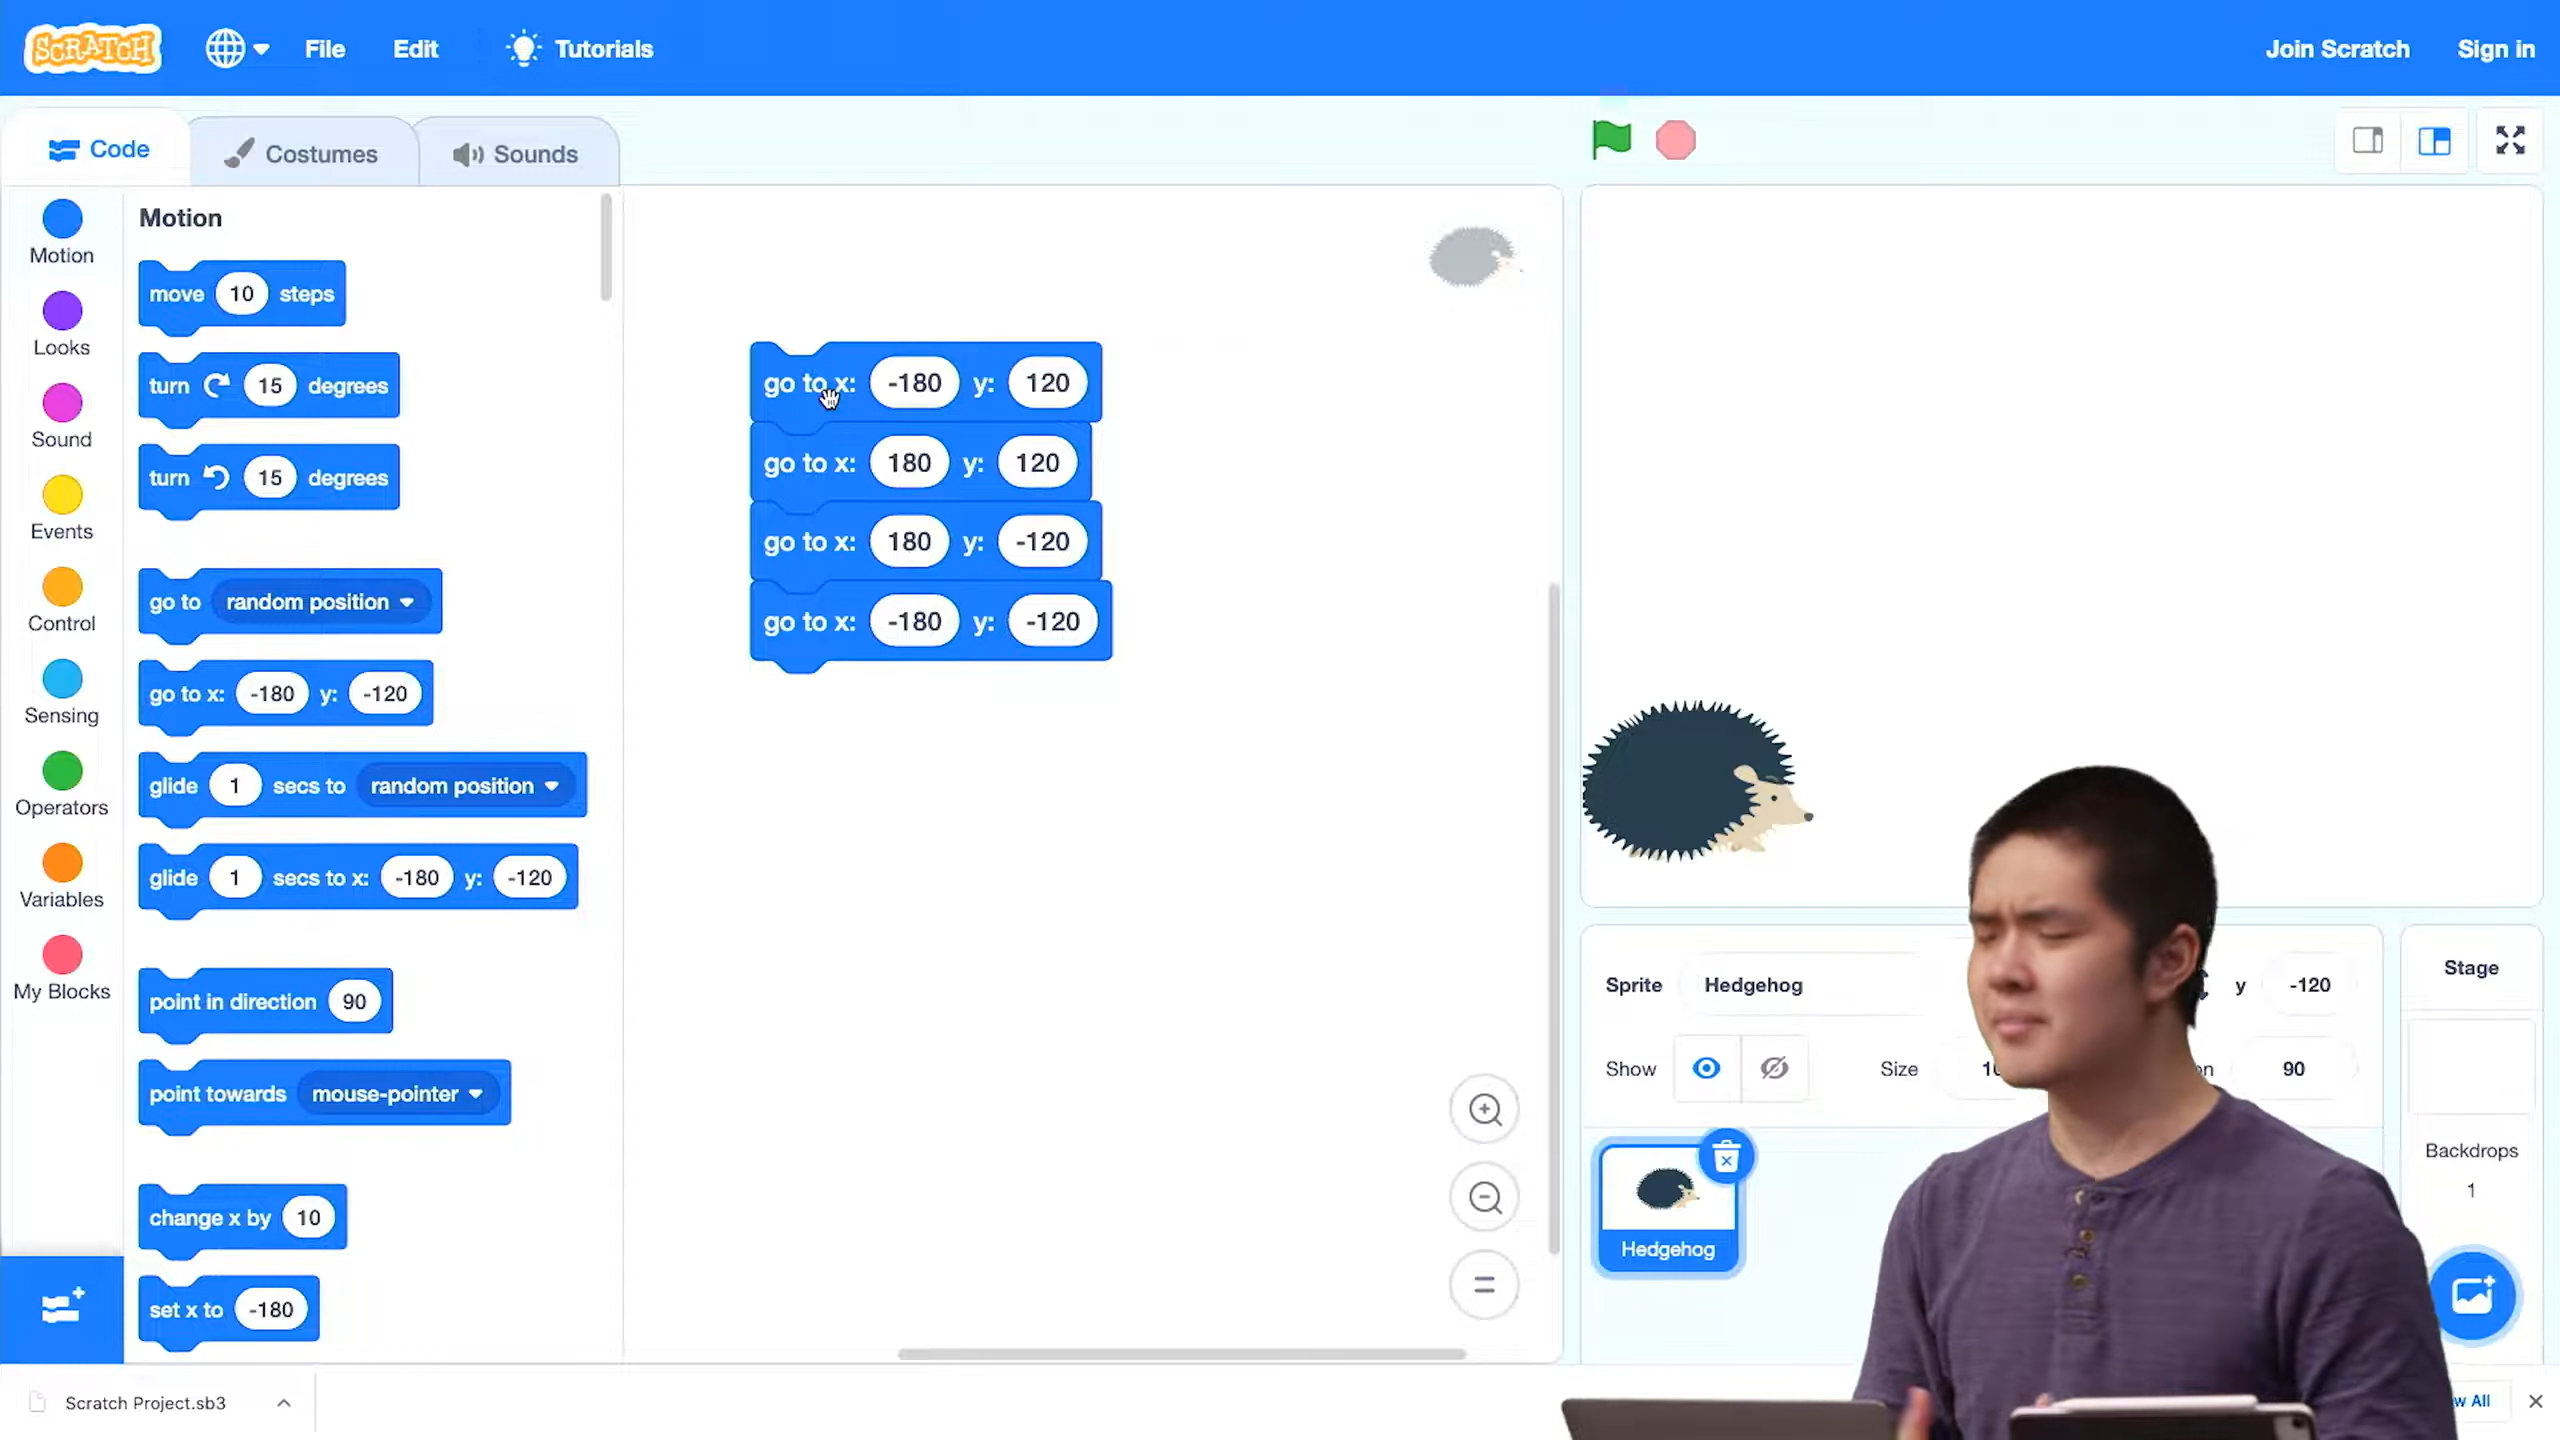 SCRATCH
File
Edit
Tutorials
Join Scratch
Sign in
Code
Costumes
Sounds
Motion
Looks
Sound
Events
Control
Sensing
Operators
Variables
My Blocks
Motion
move 10 steps
turn 15 degrees
turn 15 degrees
go to random position
go to x: -180 y: -120
glide 1 secs to random position
glide 1 secs to x: -180 y: -120
point in direction 90
point towards mouse-pointer
change x by 10
set x to -180
go to x: -180 y: 120
go to x: 180 y: 120
go to x: 180 y: -120
go to x: -180 y: -120
Sprite Hedgehog y -120
Show Size 90
Hedgehog
Stage
Backdrops
1
Scratch Project.sb3
All